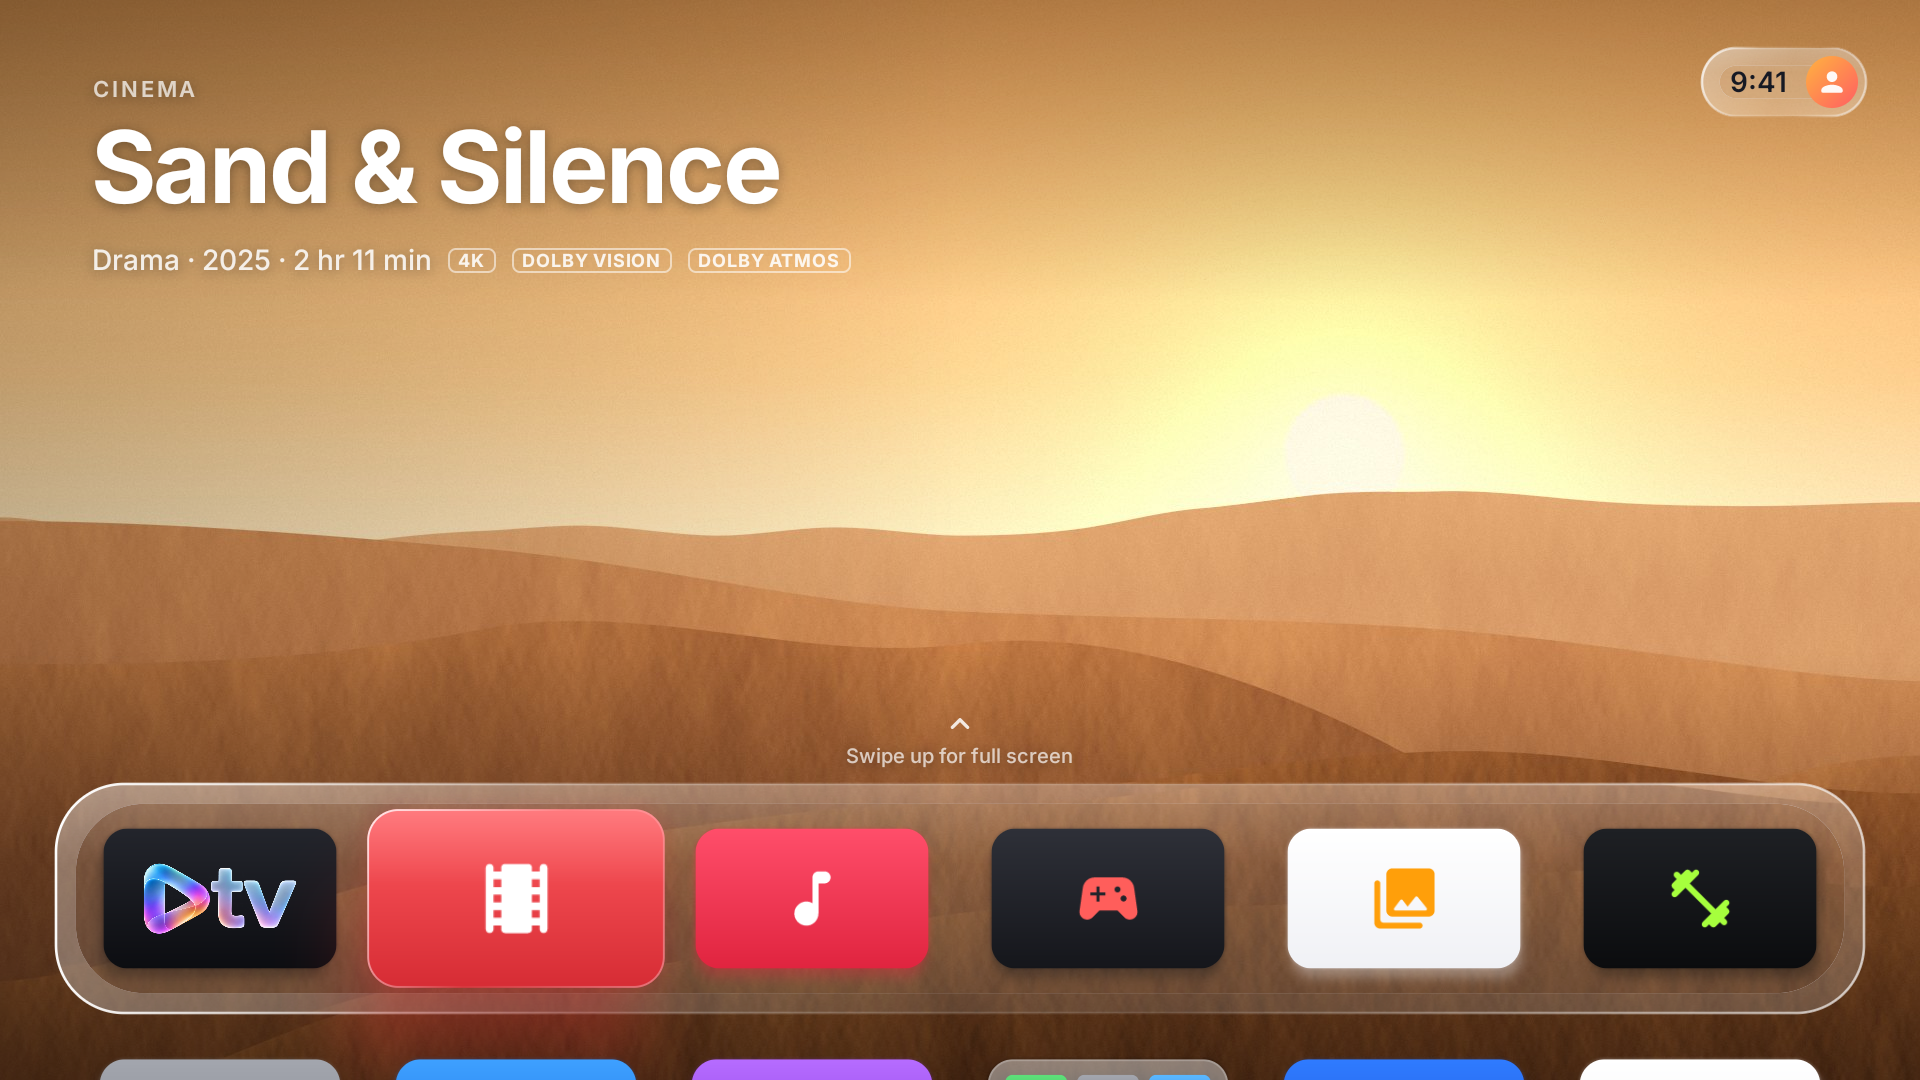 CINEMA
9:41
Sand & Silence
Drama · 2025 · 2 hr 11 min 4K DOLBY VISION DOLBY ATMOS
Swipe up for full screen
tv